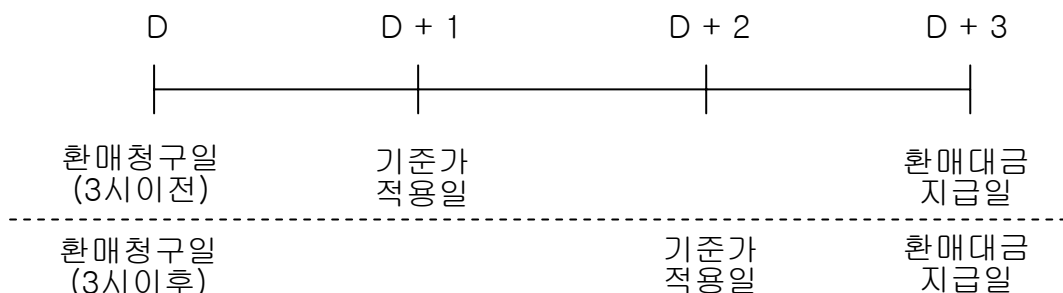 D D + 1 D + 2 D + 3
환매청구일 기준가 환매대금
(3시이전) 적용일 지급일
환매청구일 기준가 환매대금
(3시이후) 적용일 지급일